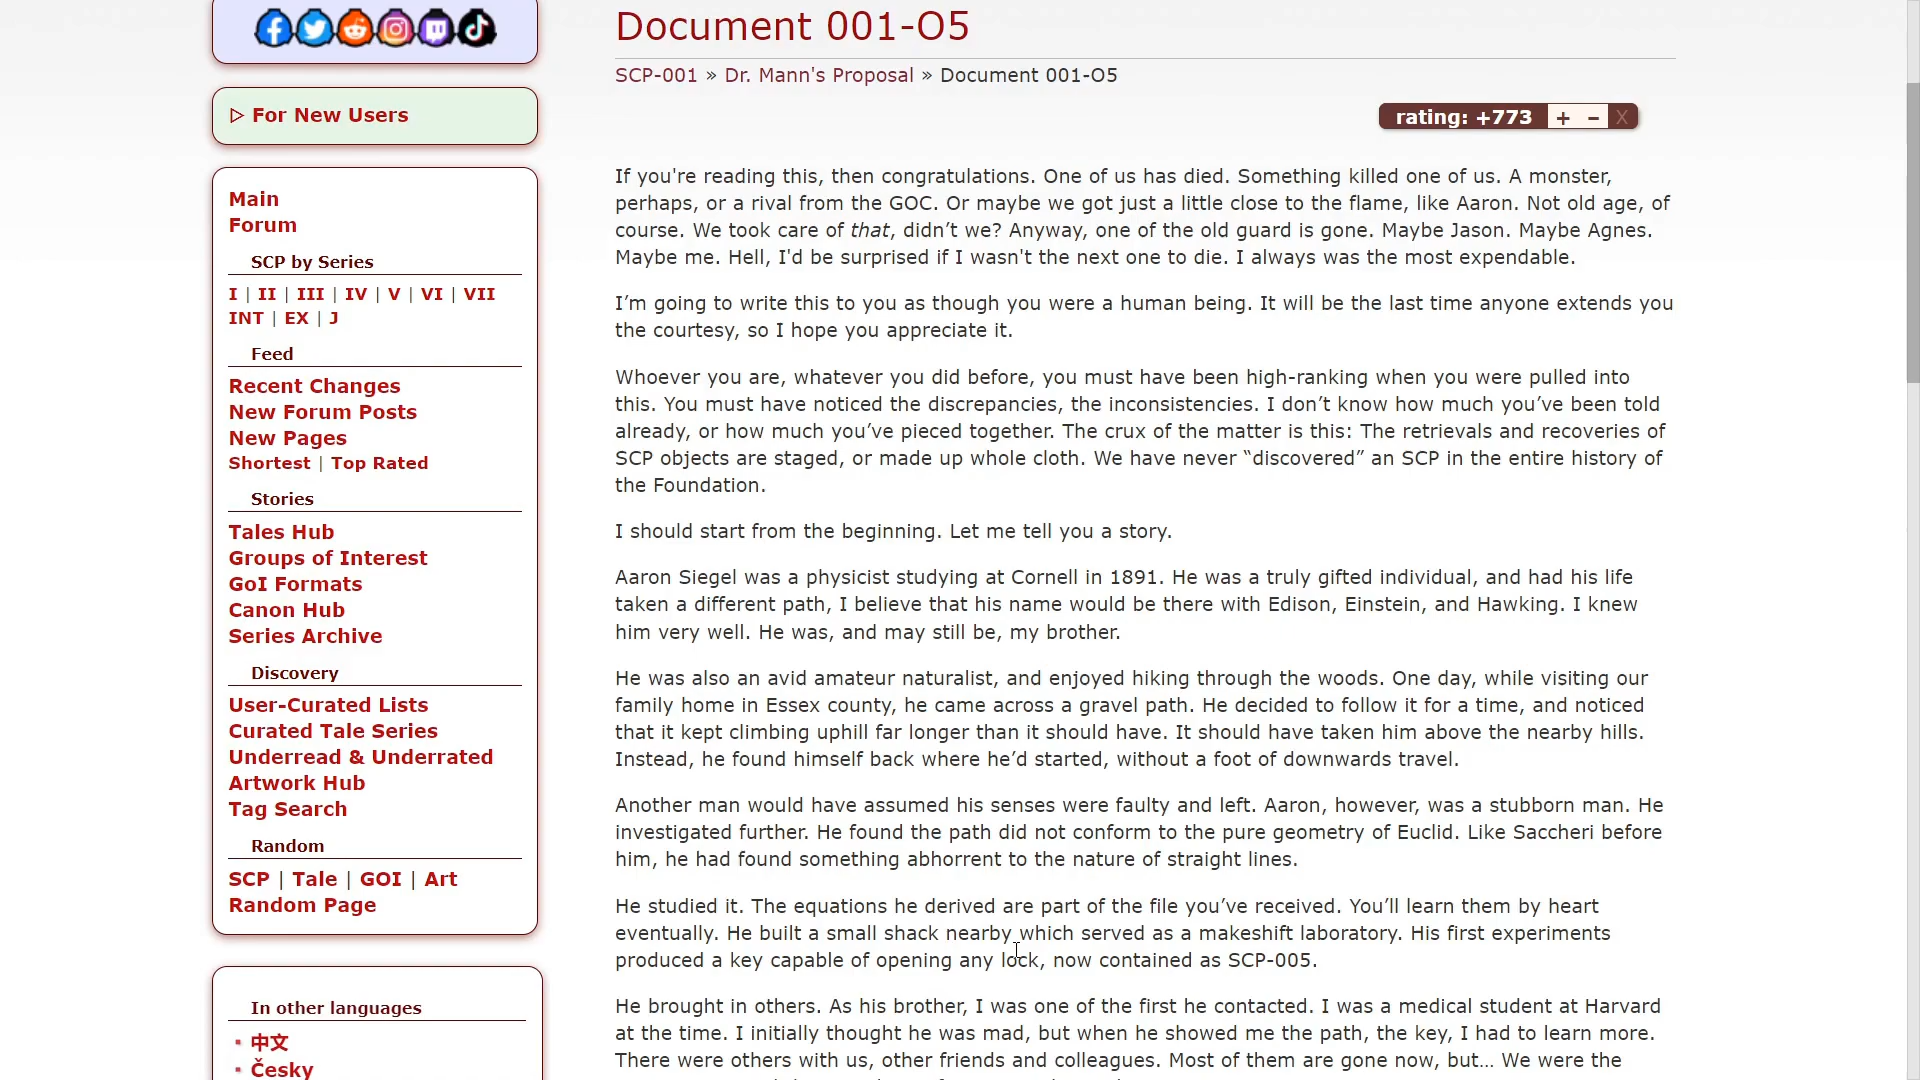 Document 001-O5
SCP-001 » Dr. Mann's Proposal » Document 001-O5
rating: +773 + – X
▷ For New Users
Main
Forum
SCP by Series
I | II | III | IV | V | VI | VII
INT | EX | J
Feed
Recent Changes
New Forum Posts
New Pages
Shortest | Top Rated
Stories
Tales Hub
Groups of Interest
GoI Formats
Canon Hub
Series Archive
Discovery
User-Curated Lists
Curated Tale Series
Underread & Underrated
Artwork Hub
Tag Search
Random
SCP | Tale | GOI | Art
Random Page
In other languages
中文
Česky
If you're reading this, then congratulations. One of us has died. Something killed one of us. A monster,
perhaps, or a rival from the GOC. Or maybe we got just a little close to the flame, like Aaron. Not old age, of
course. We took care of that, didn’t we? Anyway, one of the old guard is gone. Maybe Jason. Maybe Agnes.
Maybe me. Hell, I'd be surprised if I wasn't the next one to die. I always was the most expendable.
I’m going to write this to you as though you were a human being. It will be the last time anyone extends you
the courtesy, so I hope you appreciate it.
Whoever you are, whatever you did before, you must have been high-ranking when you were pulled into
this. You must have noticed the discrepancies, the inconsistencies. I don’t know how much you’ve been told
already, or how much you’ve pieced together. The crux of the matter is this: The retrievals and recoveries of
SCP objects are staged, or made up whole cloth. We have never “discovered” an SCP in the entire history of
the Foundation.
I should start from the beginning. Let me tell you a story.
Aaron Siegel was a physicist studying at Cornell in 1891. He was a truly gifted individual, and had his life
taken a different path, I believe that his name would be there with Edison, Einstein, and Hawking. I knew
him very well. He was, and may still be, my brother.
He was also an avid amateur naturalist, and enjoyed hiking through the woods. One day, while visiting our
family home in Essex county, he came across a gravel path. He decided to follow it for a time, and noticed
that it kept climbing uphill far longer than it should have. It should have taken him above the nearby hills.
Instead, he found himself back where he’d started, without a foot of downwards travel.
Another man would have assumed his senses were faulty and left. Aaron, however, was a stubborn man. He
investigated further. He found the path did not conform to the pure geometry of Euclid. Like Saccheri before
him, he had found something abhorrent to the nature of straight lines.
He studied it. The equations he derived are part of the file you’ve received. You’ll learn them by heart
eventually. He built a small shack nearby which served as a makeshift laboratory. His first experiments
produced a key capable of opening any lock, now contained as SCP-005.
He brought in others. As his brother, I was one of the first he contacted. I was a medical student at Harvard
at the time. I initially thought he was mad, but when he showed me the path, the key, I had to learn more.
There were others with us, other friends and colleagues. Most of them are gone now, but… We were the